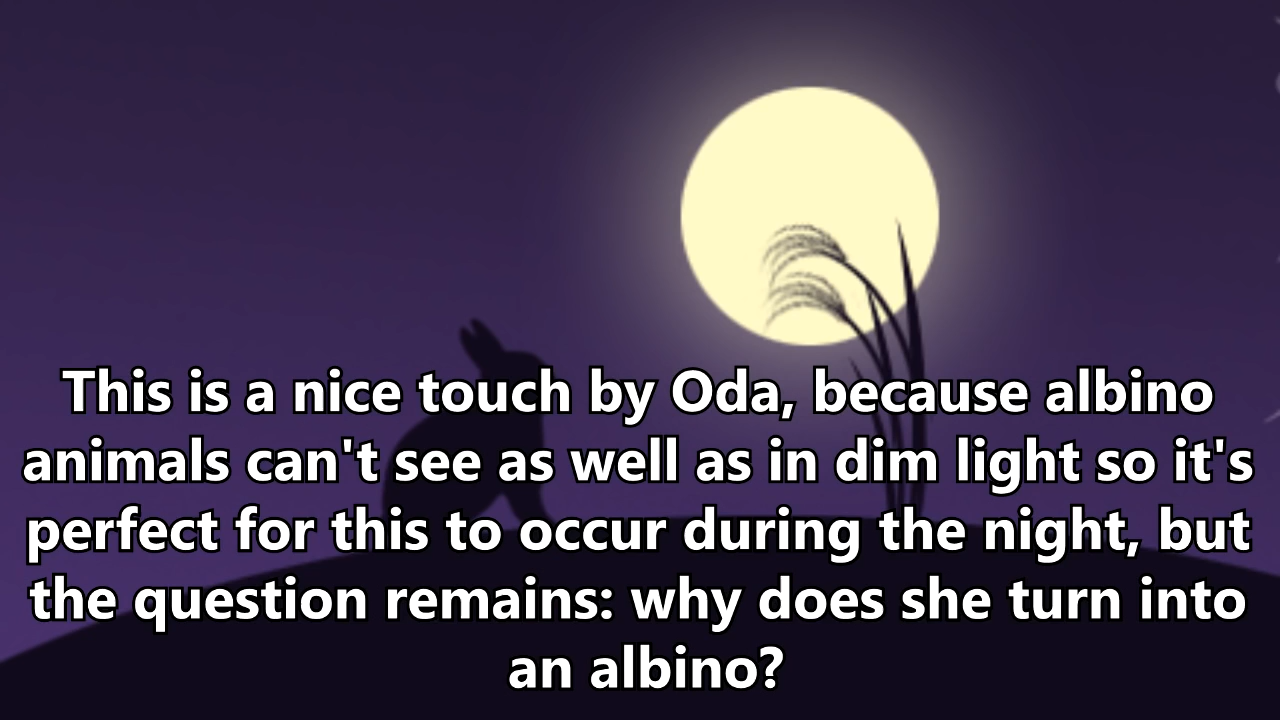 This is a nice touch by Oda, because albino
animals can't see as well as in dim light so it's
perfect for this to occur during the night, but
the question remains: why does she turn into
an albino?